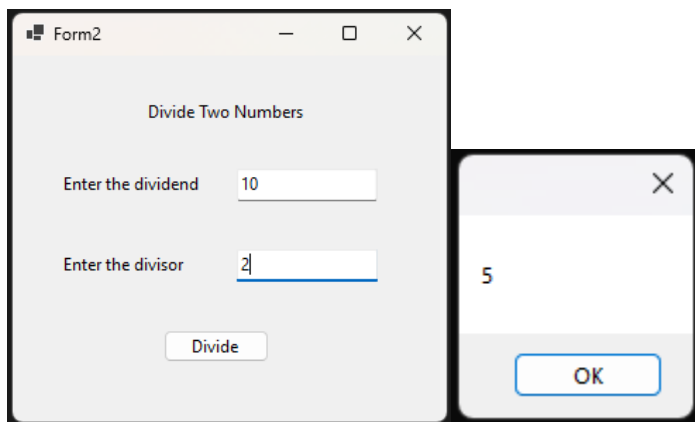 Form2
Divide Two Numbers
Enter the dividend 10
Enter the divisor 2
Divide
5
OK